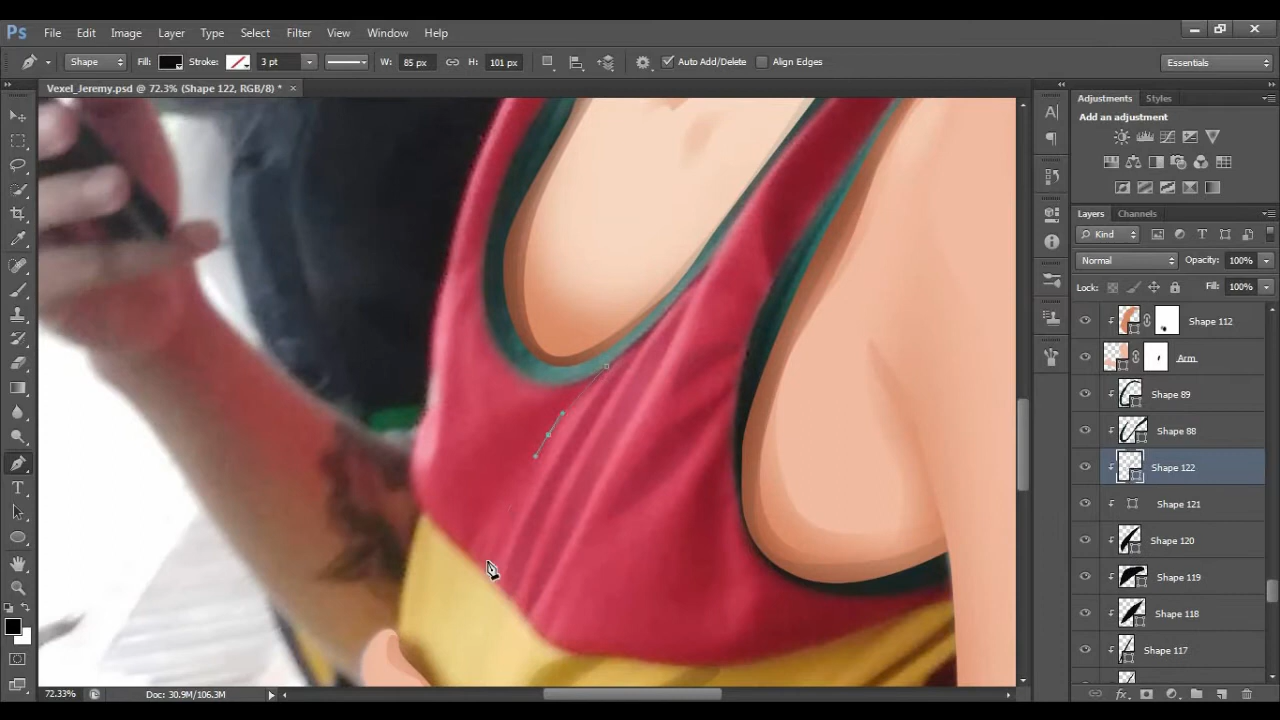 Ps File Edit Image Layer Type Select Filter View Window Help
Shape Fill: Stroke: 3 pt W: 85 px H: 101 px Auto Add/Delete Align Edges Essentials
Vexel_Jeremy.psd @ 72.3% (Shape 122, RGB/8) * ×
Adjustments Styles
Add an adjustment
Layers Channels
Kind
Normal Opacity: 100%
Lock: Fill: 100%
Shape 112
Arm
Shape 89
Shape 88
Shape 122
Shape 121
Shape 120
Shape 119
Shape 118
Shape 117
72.33% Doc: 30.9M/106.3M